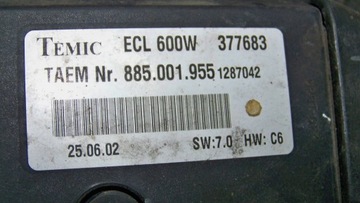 TEMIC ECL 600W 377683
TAEM Nr. 885.001.955 1287042
25.06.02 SW:7.0 HW: C6